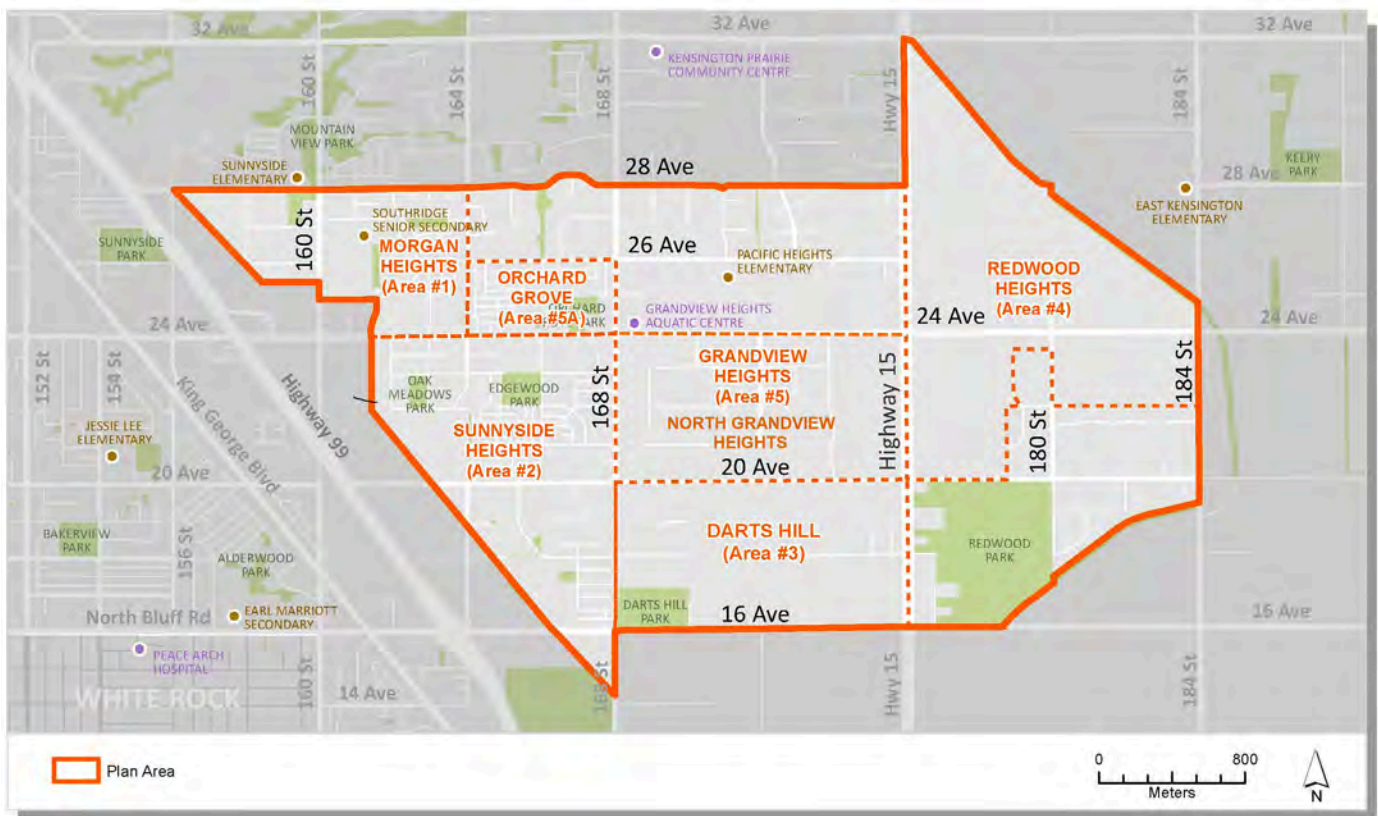 32 Ave
32 Ave
32 Ave
KENSINGTON PRAIRIE
COMMUNITY CENTRE
160 St
164 St
168 St
Hwy 15
184 St
MOUNTAIN
VIEW PARK
SUNNYSIDE
ELEMENTARY
28 Ave
28 Ave
KEERY
PARK
EAST KENSINGTON
ELEMENTARY
SUNNYSIDE
PARK
160 St
SOUTHRIDGE
SENIOR SECONDARY
MORGAN
HEIGHTS
(Area #1)
26 Ave
PACIFIC HEIGHTS
ELEMENTARY
ORCHARD
GROVE
(Area #5A)
PARK
REDWOOD
HEIGHTS
(Area #4)
GRANDVIEW HEIGHTS
AQUATIC CENTRE
24 Ave
24 Ave
24 Ave
152 St
154 St
King George Blvd
Highway 99
OAK
MEADOWS
PARK
EDGEWOOD
PARK
168 St
GRANDVIEW
HEIGHTS
(Area #5)
NORTH GRANDVIEW
HEIGHTS
Highway 15
184 St
JESSIE LEE
ELEMENTARY
SUNNYSIDE
HEIGHTS
(Area #2)
20 Ave
20 Ave
180 St
BAKERVIEW
PARK
156 St
ALDERWOOD
PARK
DARTS HILL
(Area #3)
REDWOOD
PARK
North Bluff Rd
EARL MARRIOTT
SECONDARY
DARTS HILL
PARK
16 Ave
16 Ave
PEACE ARCH
HOSPITAL
WHITE ROCK
160 St
14 Ave
168 St
Hwy 15
184 St
Plan Area
0 800
Meters
N